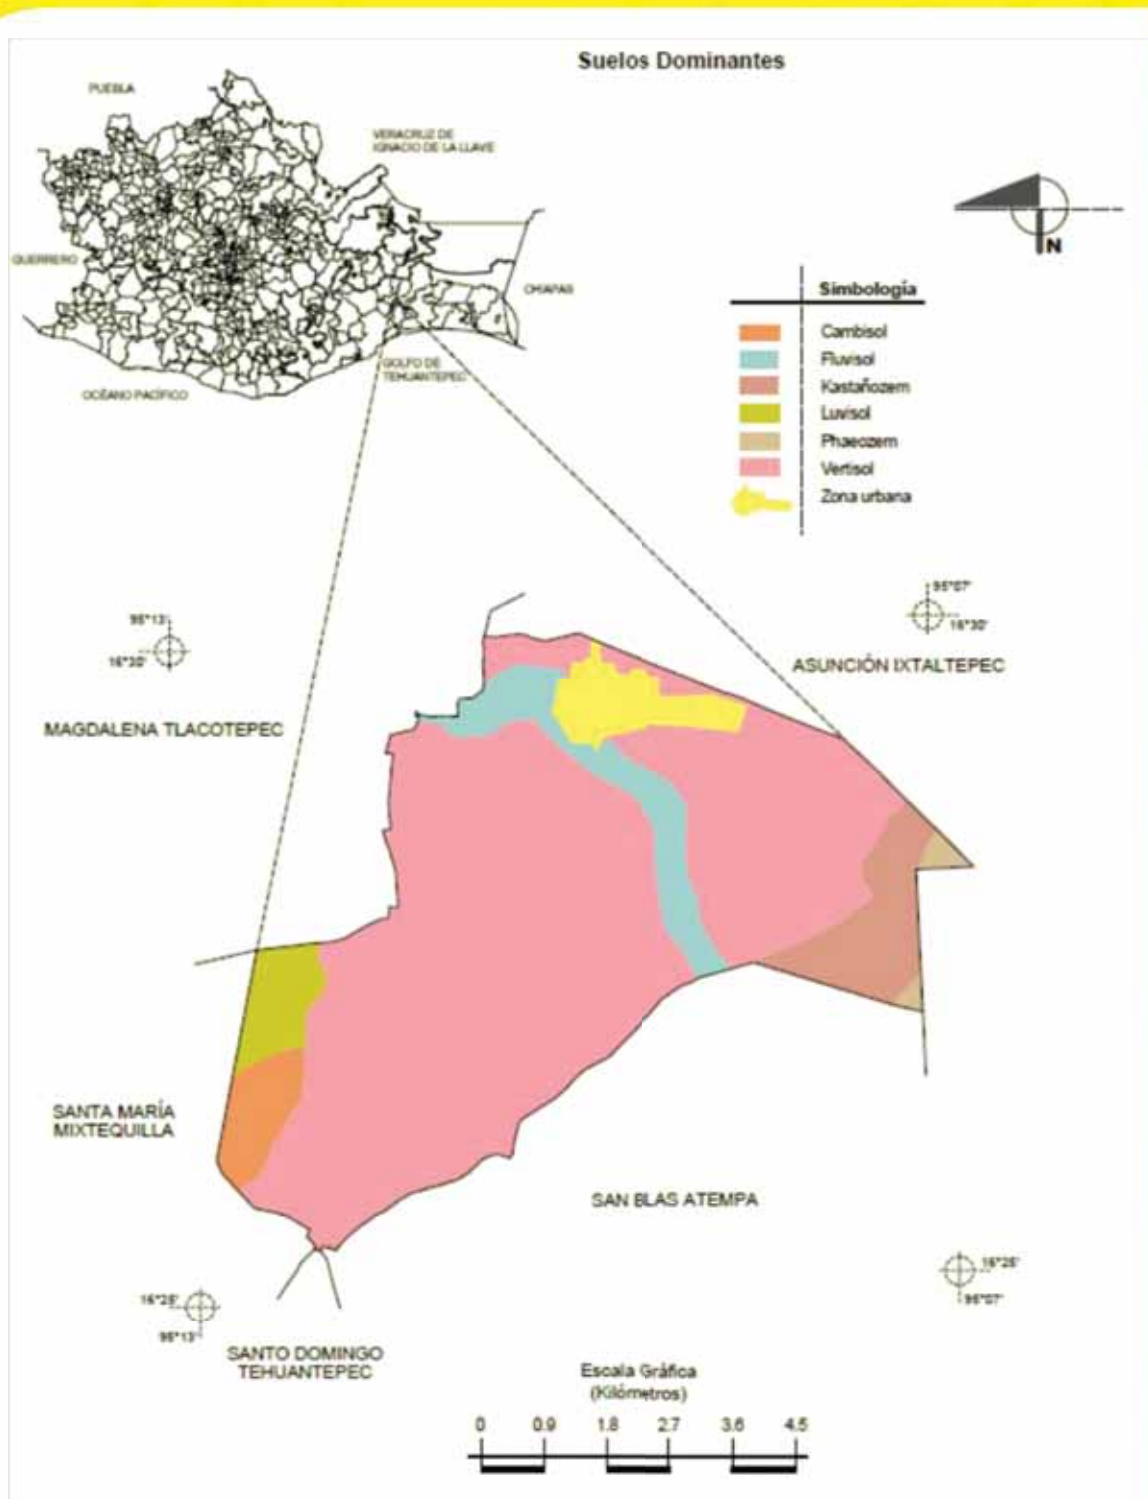 Suelos Dominantes
PUEBLA
VERACRUZ DE
IGNACIO DE LA LLAVE
GUERRERO
CHIAPAS
GOLFO DE
TEHUANTEPEC
OCÉANO PACÍFICO
N
Simbología
Cambisol
Fluvisol
Kastañozem
Luvisol
Phaeozem
Vertisol
Zona urbana
95°13'
16°30'
95°07'
16°30'
ASUNCIÓN IXTALTEPEC
MAGDALENA TLACOTEPEC
SANTA MARÍA
MIXTEQUILLA
SAN BLAS ATEMPA
16°25'
95°13'
16°25'
95°07'
SANTO DOMINGO
TEHUANTEPEC
Escala Gráfica
(Kilómetros)
0 0.9 1.8 2.7 3.6 4.5